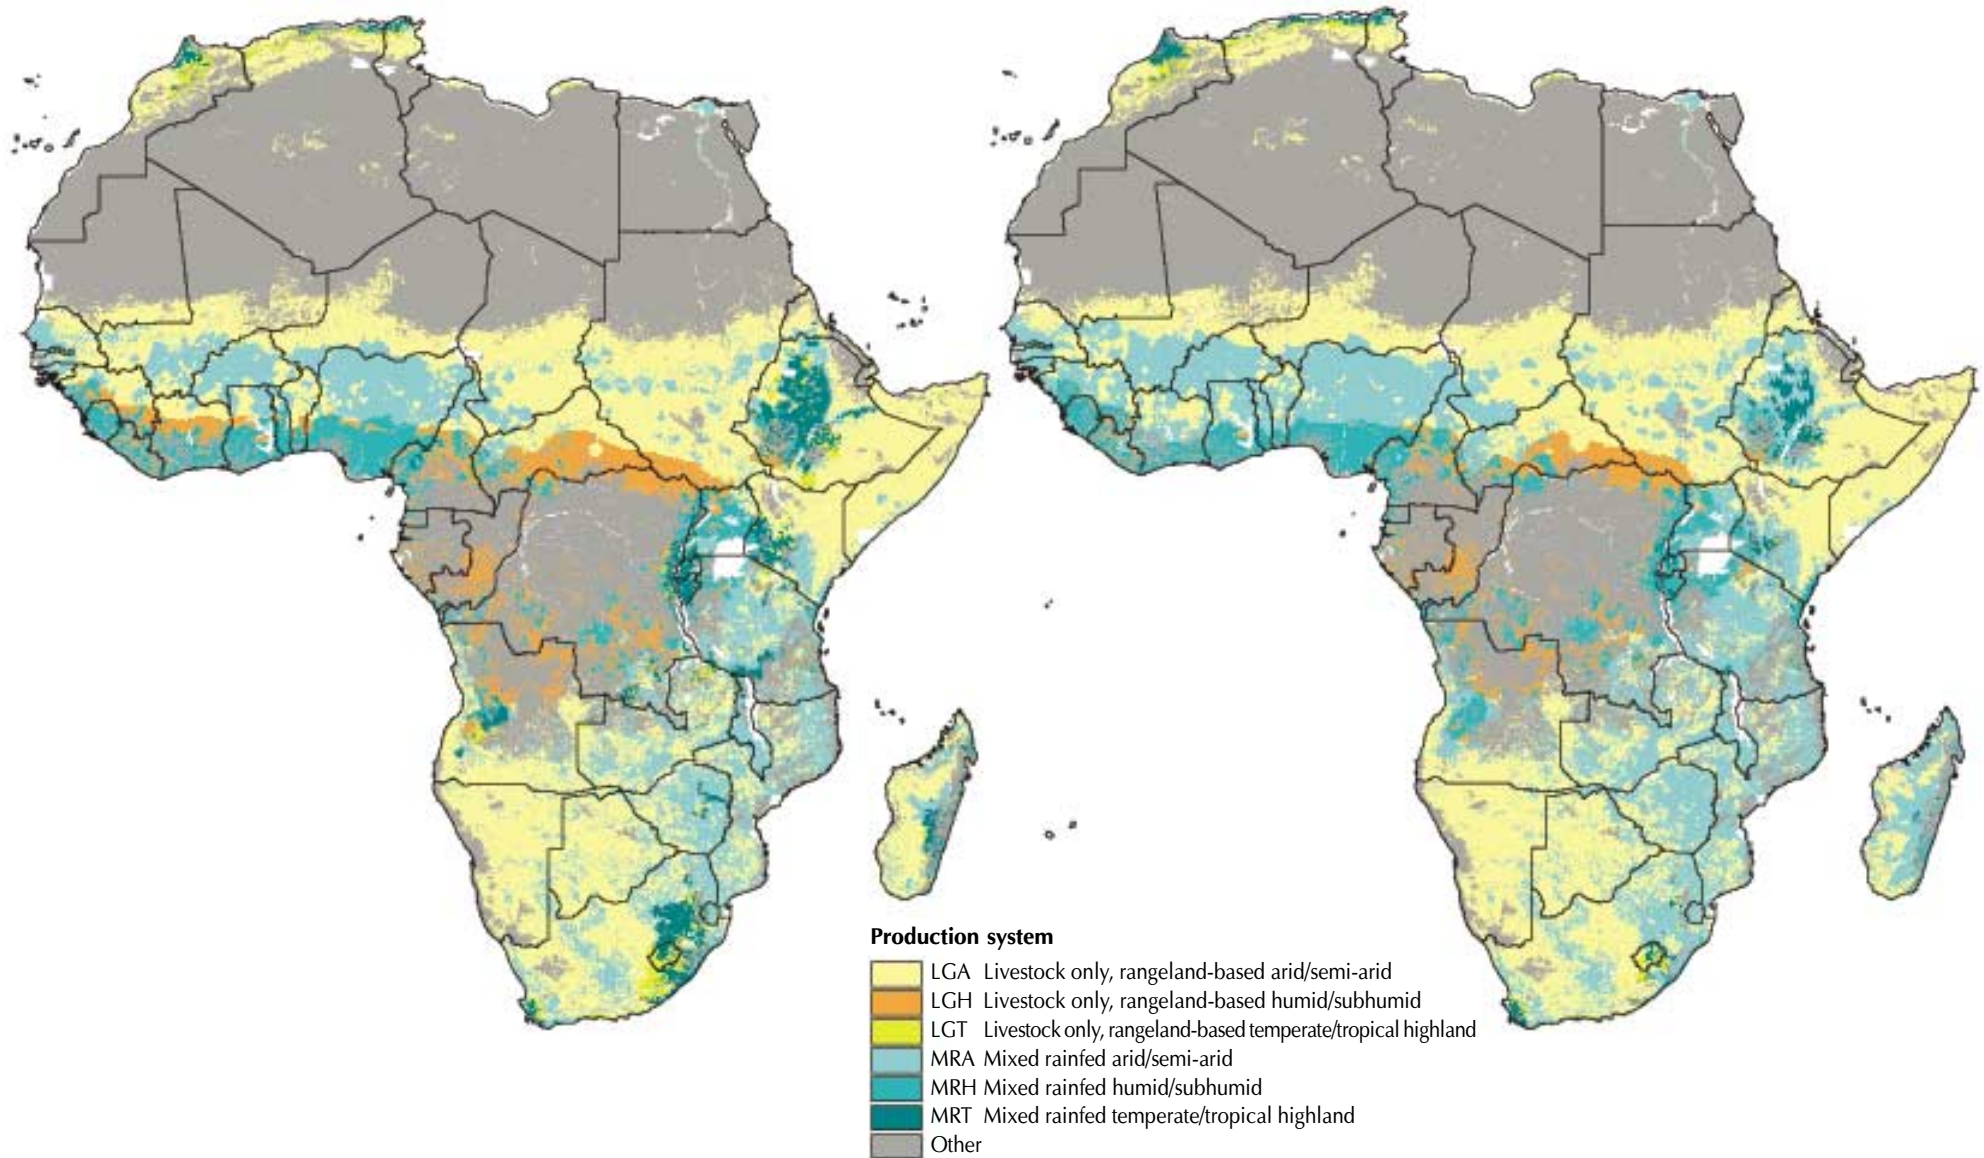 Production system
LGA Livestock only, rangeland-based arid/semi-arid
LGH Livestock only, rangeland-based humid/subhumid
LGT Livestock only, rangeland-based temperate/tropical highland
MRA Mixed rainfed arid/semi-arid
MRH Mixed rainfed humid/subhumid
MRT Mixed rainfed temperate/tropical highland
Other